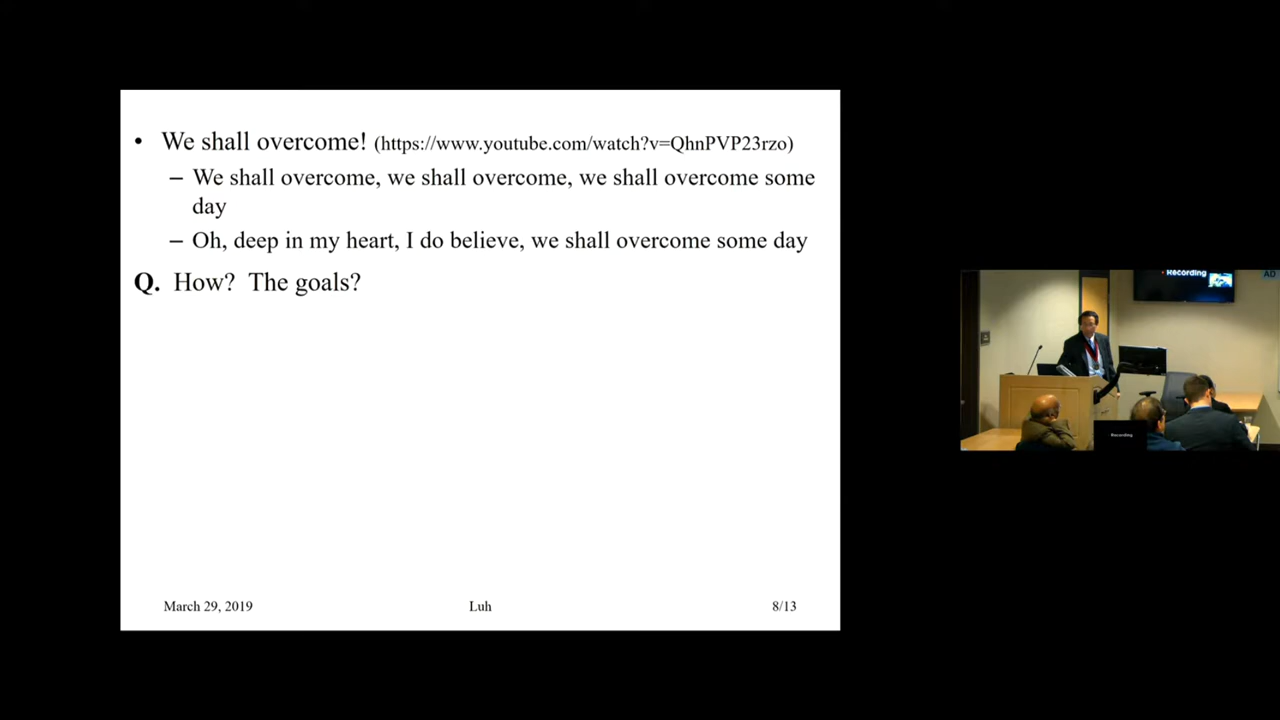 • We shall overcome! (https://www.youtube.com/watch?v=QhnPVP23rzo)
– We shall overcome, we shall overcome, we shall overcome some
day
– Oh, deep in my heart, I do believe, we shall overcome some day
Q. How? The goals?
March 29, 2019 Luh 8/13
Recording
AD
Recording